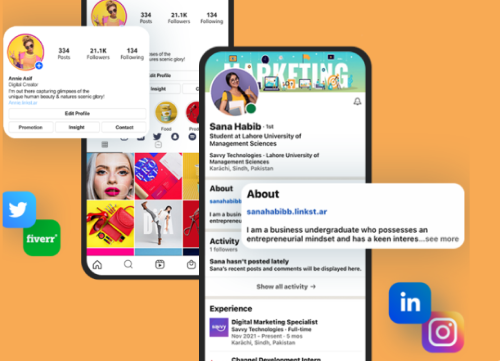 334
Posts
21.1K
Followers
134
Following
Annie Asif
Digital Creator
I'm out there capturing glimpses of the
unique human beauty & natures scenic glory!
Edit Profile
Promotion
Insight
Contact
334
Posts
21.1K
Followers
134
Following
Edit Profile
Insight
Contact
Food
fiverr
MARKETING
Sana Habib · 1st
Student at Lahore University of
Management Sciences
Savvy Technologies · Lahore University of
Management Sciences
Karāchi, Sindh, Pakistan
About
About
sanahabibb.linkst.ar
I am a business undergraduate who possesses an
entrepreneurial mindset and has a keen interes...see more
Activity
1 followers
Sana hasn't posted lately
Sana's recent posts and comments will be displayed here.
Show all activity →
Experience
savvy
Digital Marketing Specialist
Savvy Technologies · Full-time
Nov 2021 - Present · 5 mos
Karāchi, Sindh, Pakistan
Channel Development Intern
in